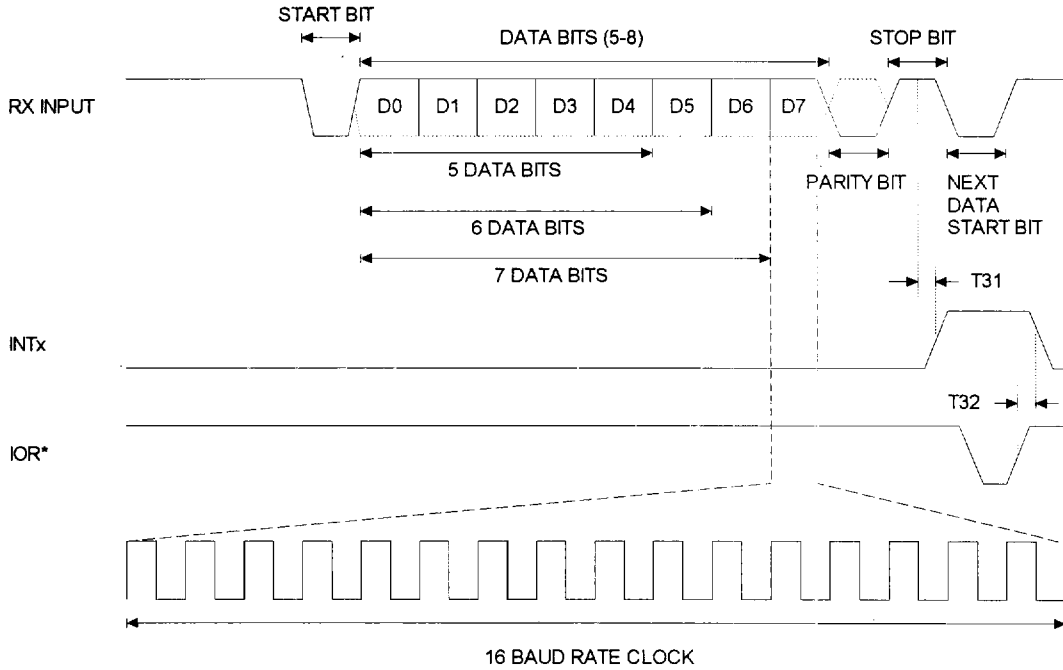 START BIT
DATA BITS (5-8)
STOP BIT
RX INPUT
D0 D1 D2 D3 D4 D5 D6 D7
5 DATA BITS
PARITY BIT
NEXT
DATA
START BIT
6 DATA BITS
7 DATA BITS
T31
INTx
T32
IOR*
16 BAUD RATE CLOCK